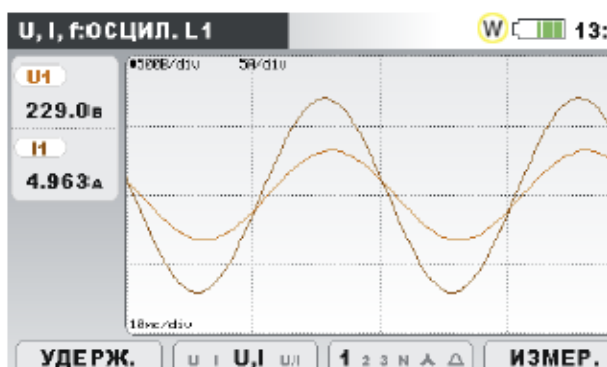 U, I, f:ОСЦИЛ. L1
W
13:
500В/div 5А/div
U1
229.0в
I1
4.963А
10мс/div
УДЕРЖ.
U I U,I U/I
1 2 3 N
ИЗМЕР.